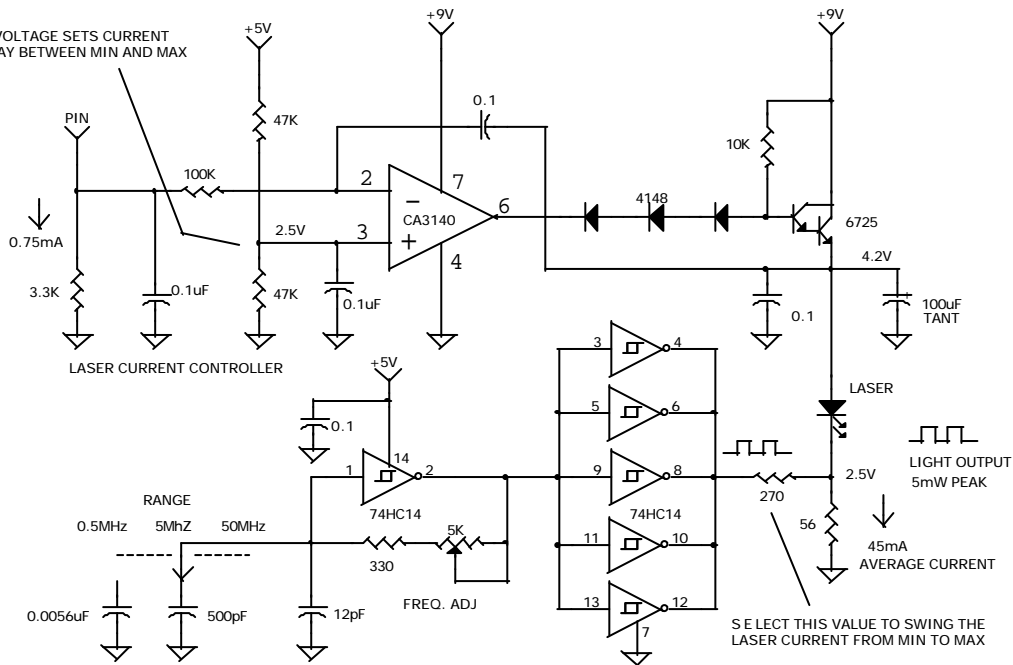 VOLTAGE SETS CURRENT
AY BETWEEN MIN AND MAX
+5V
+9V
+9V
PIN
47K
0.1
10K
100K
2
7
CA3140
6
4148
6725
0.75mA
2.5V
3
4
4.2V
3.3K
0.1uF
47K
0.1uF
0.1
+
100uF
TANT
LASER CURRENT CONTROLLER
+5V
3
4
LASER
0.1
5
6
14
1
2
9
8
2.5V
LIGHT OUTPUT
5mW PEAK
74HC14
74HC14
270
RANGE
0.5MHz
5MhZ
50MHz
5K
11
10
56
45mA
AVERAGE CURRENT
330
FREQ. ADJ
13
12
0.0056uF
500pF
12pF
7
SELECT THIS VALUE TO SWING THE
LASER CURRENT FROM MIN TO MAX